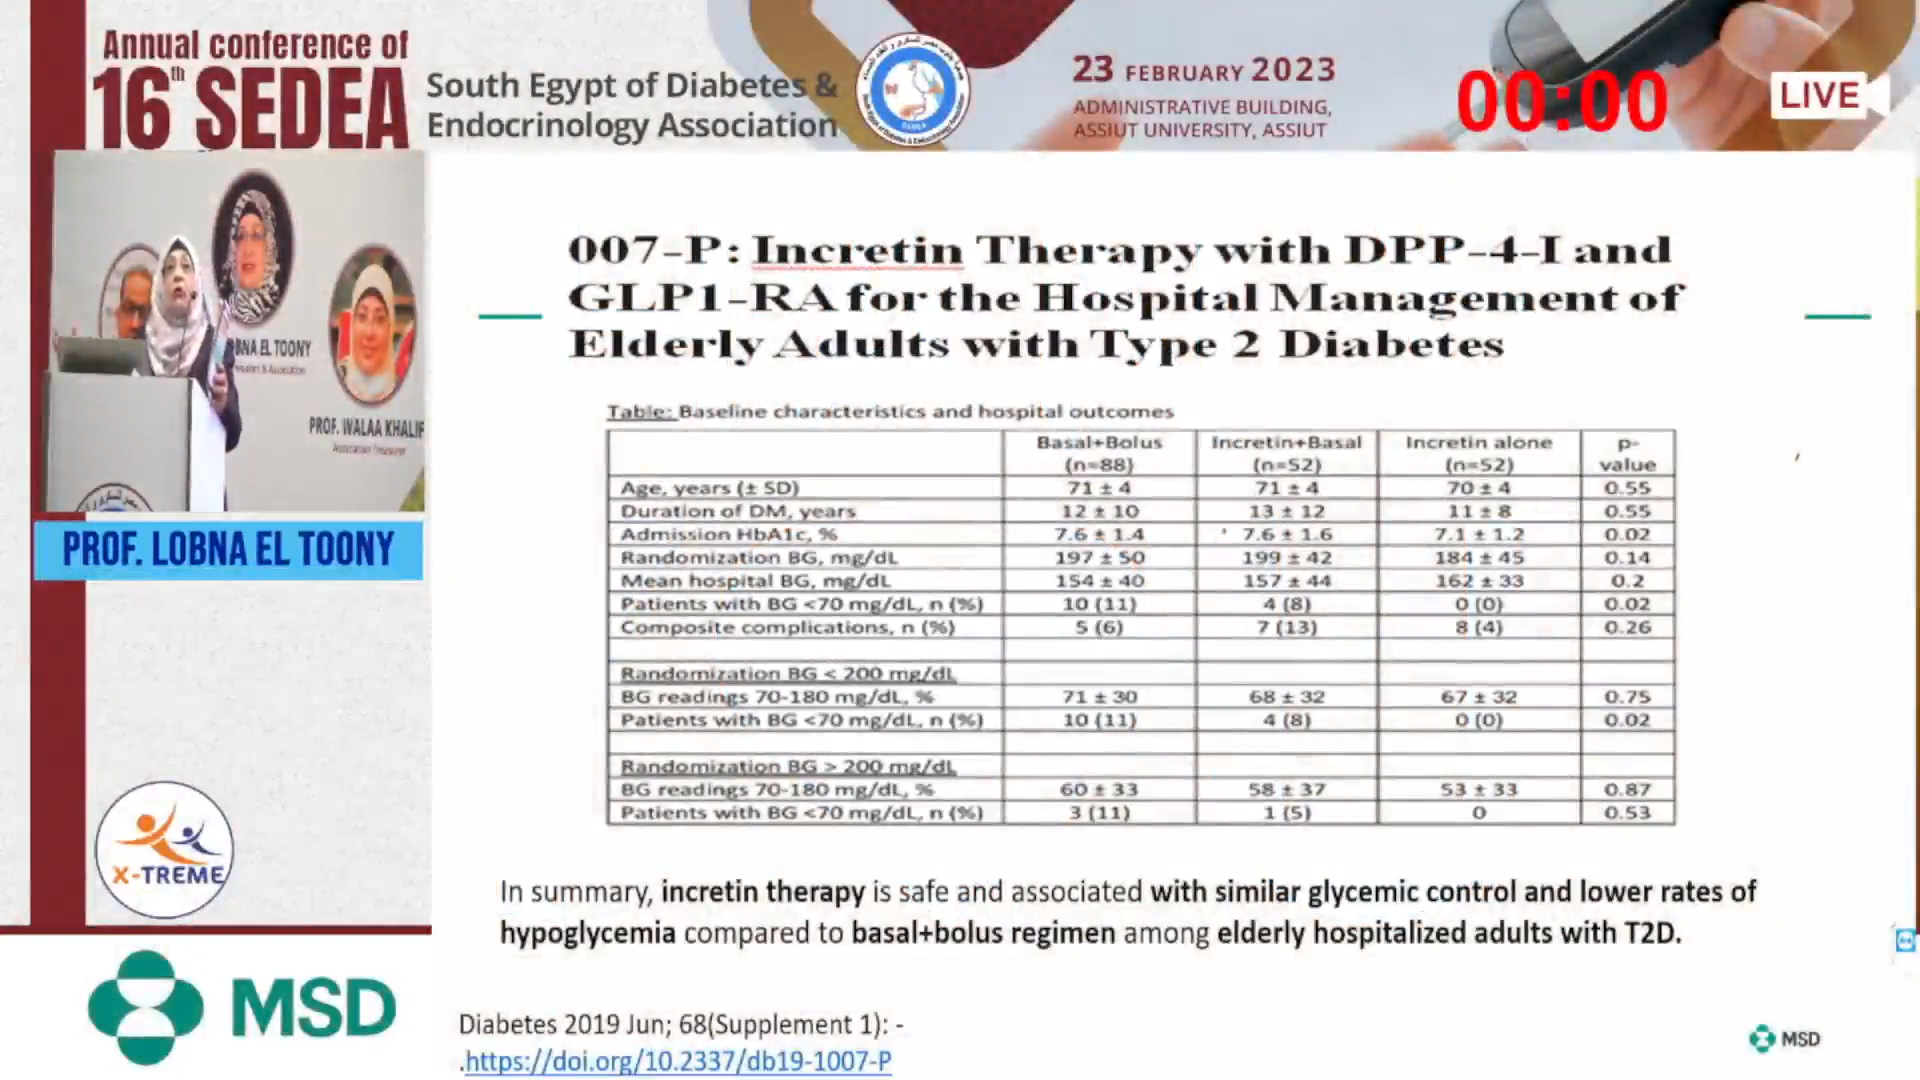 Annual conference of
16th SEDEA
South Egypt of Diabetes &
Endocrinology Association
23 FEBRUARY 2023
ADMINISTRATIVE BUILDING,
ASSIUT UNIVERSITY, ASSIUT
00:00
LIVE
BNA EL TOONY
PROF. WALAA KHALIF
PROF. LOBNA EL TOONY
X-TREME
MSD
007-P: Incretin Therapy with DPP-4-I and
GLP1-RA for the Hospital Management of
Elderly Adults with Type 2 Diabetes
Table: Baseline characteristics and hospital outcomes
Basal+Bolus (n=88) Incretin+Basal (n=52) Incretin alone (n=52) p-value
Age, years (± SD) 71 ± 4 71 ± 4 70 ± 4 0.55
Duration of DM, years 12 ± 10 13 ± 12 11 ± 8 0.55
Admission HbA1c, % 7.6 ± 1.4 7.6 ± 1.6 7.1 ± 1.2 0.02
Randomization BG, mg/dL 197 ± 50 199 ± 42 184 ± 45 0.14
Mean hospital BG, mg/dL 154 ± 40 157 ± 44 162 ± 33 0.2
Patients with BG <70 mg/dL, n (%) 10 (11) 4 (8) 0 (0) 0.02
Composite complications, n (%) 5 (6) 7 (13) 8 (4) 0.26
Randomization BG < 200 mg/dL
BG readings 70-180 mg/dL, % 71 ± 30 68 ± 32 67 ± 32 0.75
Patients with BG <70 mg/dL, n (%) 10 (11) 4 (8) 0 (0) 0.02
Randomization BG > 200 mg/dL
BG readings 70-180 mg/dL, % 60 ± 33 58 ± 37 53 ± 33 0.87
Patients with BG <70 mg/dL, n (%) 3 (11) 1 (5) 0 0.53
In summary, incretin therapy is safe and associated with similar glycemic control and lower rates of
hypoglycemia compared to basal+bolus regimen among elderly hospitalized adults with T2D.
Diabetes 2019 Jun; 68(Supplement 1): -
.https://doi.org/10.2337/db19-1007-P
MSD